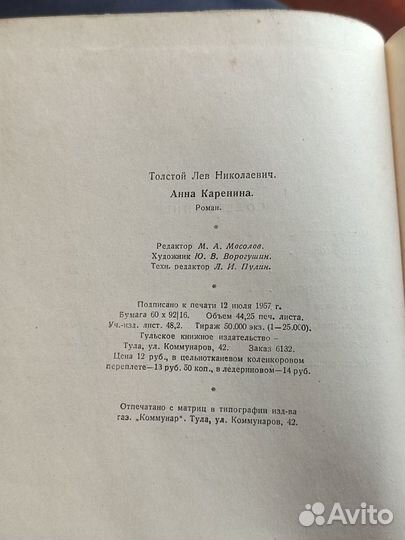 Толстой Лев Николаевич.
Анна Каренина.
Роман.
*
Редактор М. А. Мосолов.
Художник Ю. В. Ворогушин.
Техн. редактор Л. И. Пулин.
*
Подписано к печати 12 июля 1957 г.
Бумага 60 х 92|16. Объем 44,25 печ. листа.
Уч.-изд. лист. 48,2. Тираж 50.000 экз. (1—25.000).
Тульское книжное издательство —
Тула, ул. Коммунаров, 42. Заказ 6132.
Цена 12 руб., в цельнотканевом коленкоровом
переплете—13 руб. 50 коп., в ледериновом—14 руб.
*
Отпечатано с матриц в типографии изд-ва
газ. „Коммунар". Тула, ул. Коммунаров, 42.
Avito